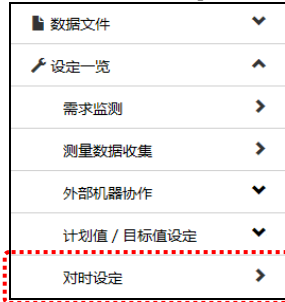 数据文件
设定一览
需求监测
测量数据收集
外部机器协作
计划值 / 目标值设定
对时设定